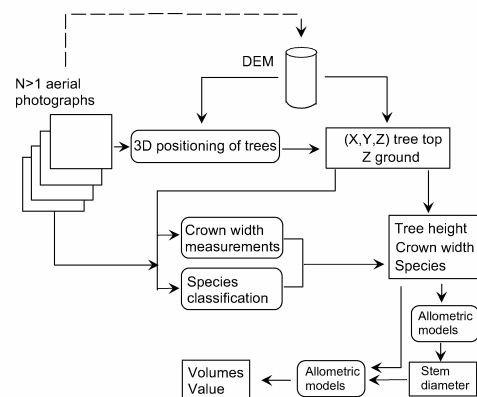 DEM
N>1 aerial
photographs
3D positioning of trees
(X,Y,Z) tree top
Z ground
Crown width
measurements
Species
classification
Tree height
Crown width
Species
Allometric
models
Stem
diameter
Allometric
models
Volumes
Value